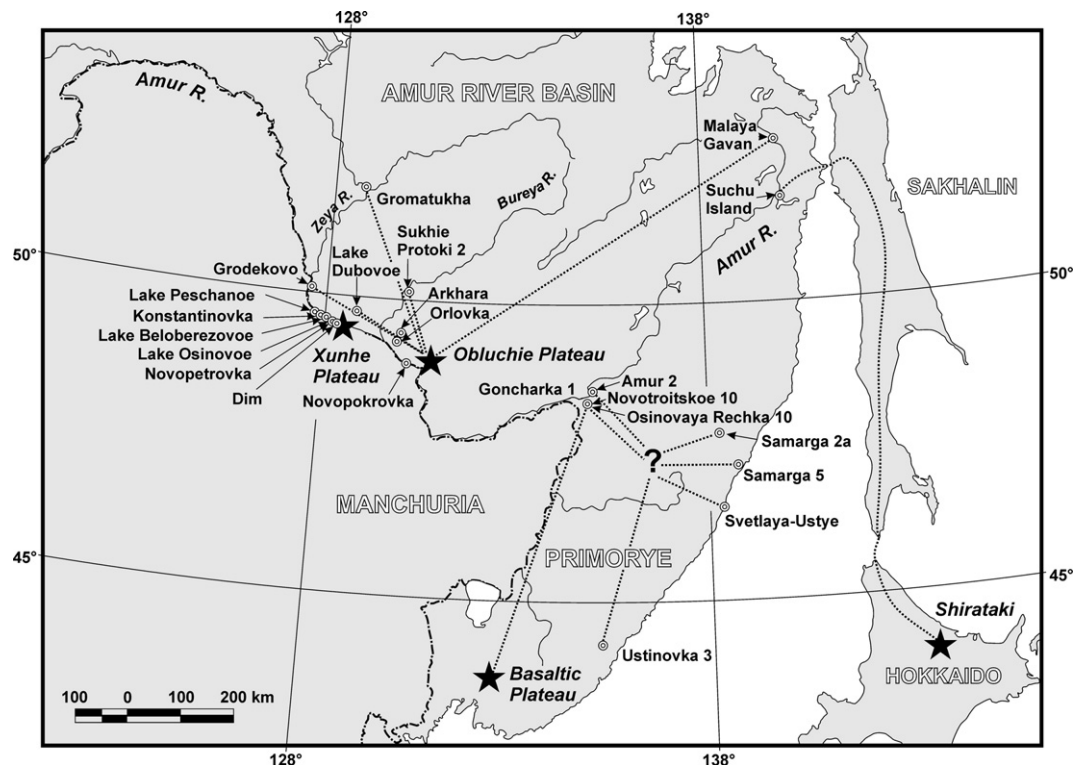 128°
138°
Amur R.
AMUR RIVER BASIN
Malaya
Gavan
SAKHALIN
Zeya R.
Gromatukha
Bureya R.
Suchu
Island
Amur R.
Sukhie
Protoki 2
Lake
Dubovoe
50°
50°
Grodekovo
Lake Peschanoe
Konstantinovka
Lake Beloberezovoe
Lake Osinovoe
Novopetrovka
Dim
Arkhara
Orlovka
Xunhe
Plateau
Obluchie Plateau
Novopokrovka
Goncharka 1
Amur 2
Novotroitskoe 10
Osinovaya Rechka 10
Samarga 2a
?
Samarga 5
Svetlaya-Ustye
MANCHURIA
PRIMORYE
45°
45°
Shirataki
Ustinovka 3
HOKKAIDO
Basaltic
Plateau
100 0 100 200 km
128°
138°